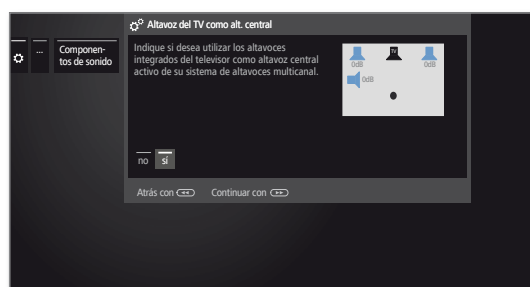 Altavoz del TV como alt. central
...
Componen-
tos de sonido
Indique si desea utilizar los altavoces
integrados del televisor como altavoz central
activo de su sistema de altavoces multicanal.
TV
0dB
0dB
0dB
no
sí
Atrás con
Continuar con